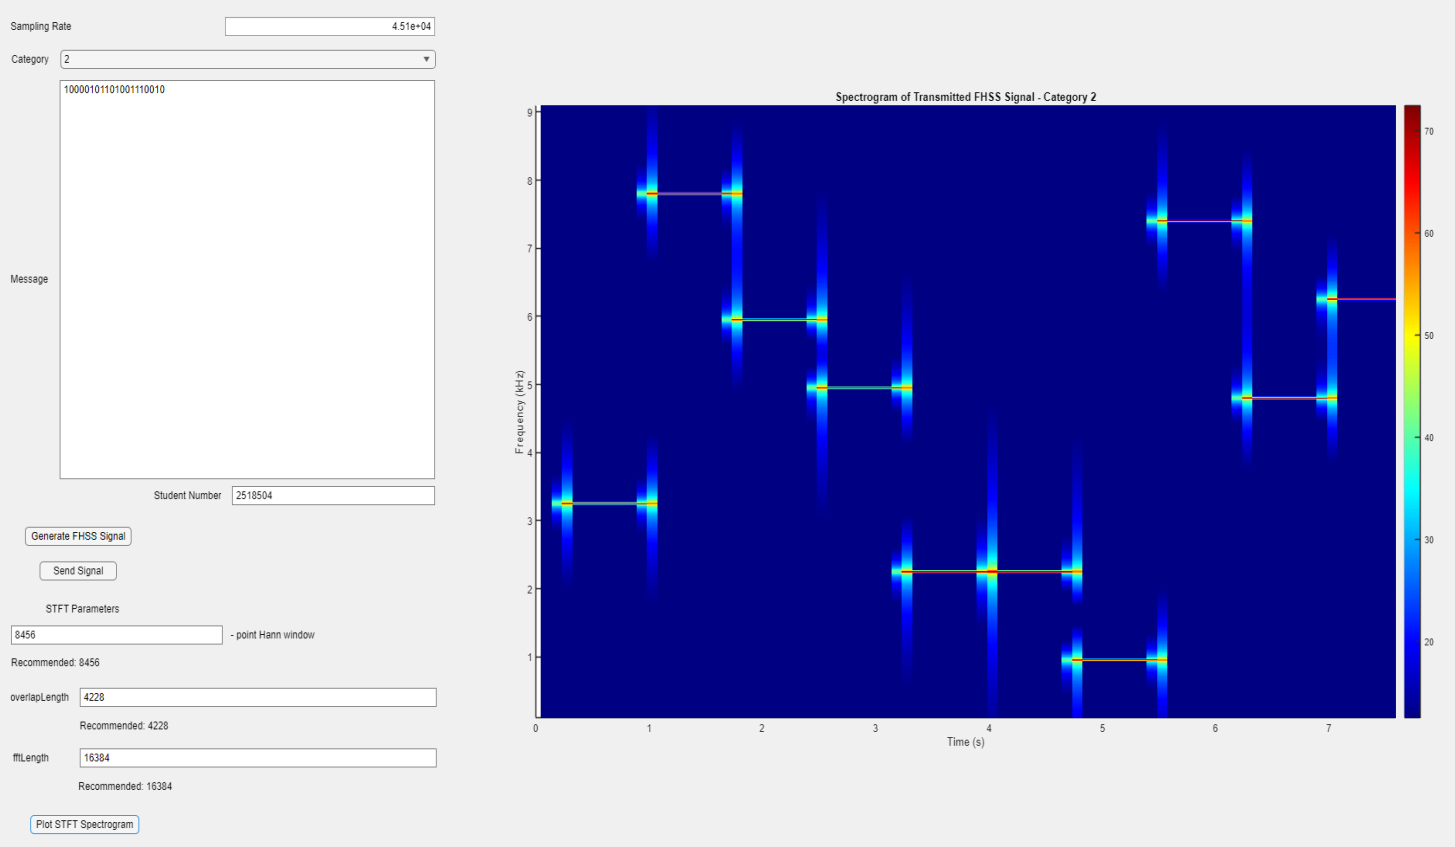 Sampling Rate 4.51e+04
Category 2
Message 10000101101001110010
Student Number 2518504
Generate FHSS Signal
Send Signal
STFT Parameters
8456 - point Hann window
Recommended: 8456
overlapLength 4228
Recommended: 4228
fftLength 16384
Recommended: 16384
Plot STFT Spectrogram
Spectrogram of Transmitted FHSS Signal - Category 2
Frequency (kHz)
9
8
7
6
5
4
3
2
1
0 1 2 3 4 5 6 7
Time (s)
70
60
50
40
30
20